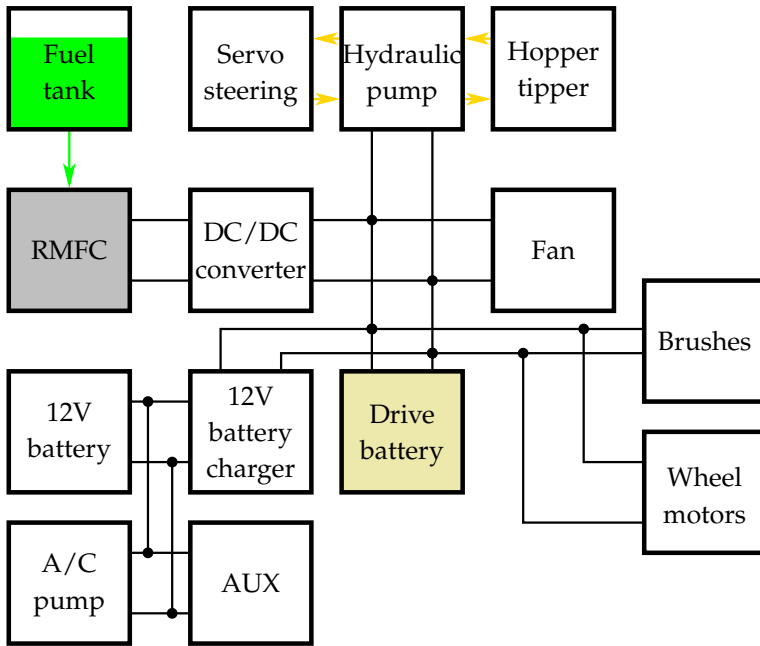 Fuel
tank
Servo
steering
Hydraulic
pump
Hopper
tipper
RMFC
DC/DC
converter
Fan
Brushes
12V
battery
12V
battery
charger
Drive
battery
Wheel
motors
A/C
pump
AUX